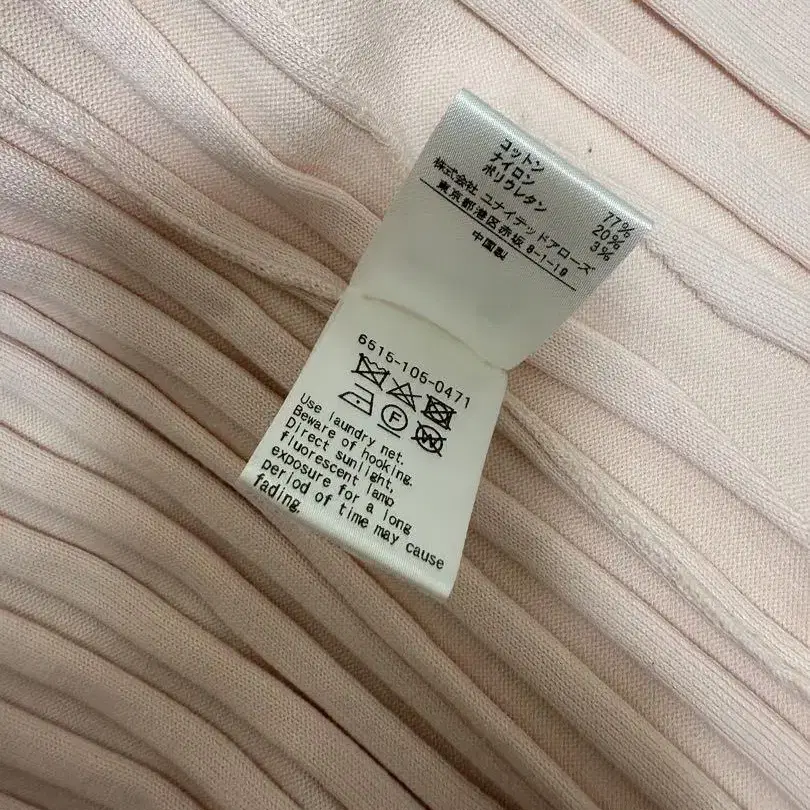 コットン 77%
ナイロン 20%
ポリウレタン 3%
株式会社 ユナイテッドアローズ
東京都港区赤坂8-1-19
中国製
6515-105-0471
Use laundry net.
Beware of hooking.
Direct sunlight,
fluorescent lamp
exposure for a long
period of time may cause
fading.